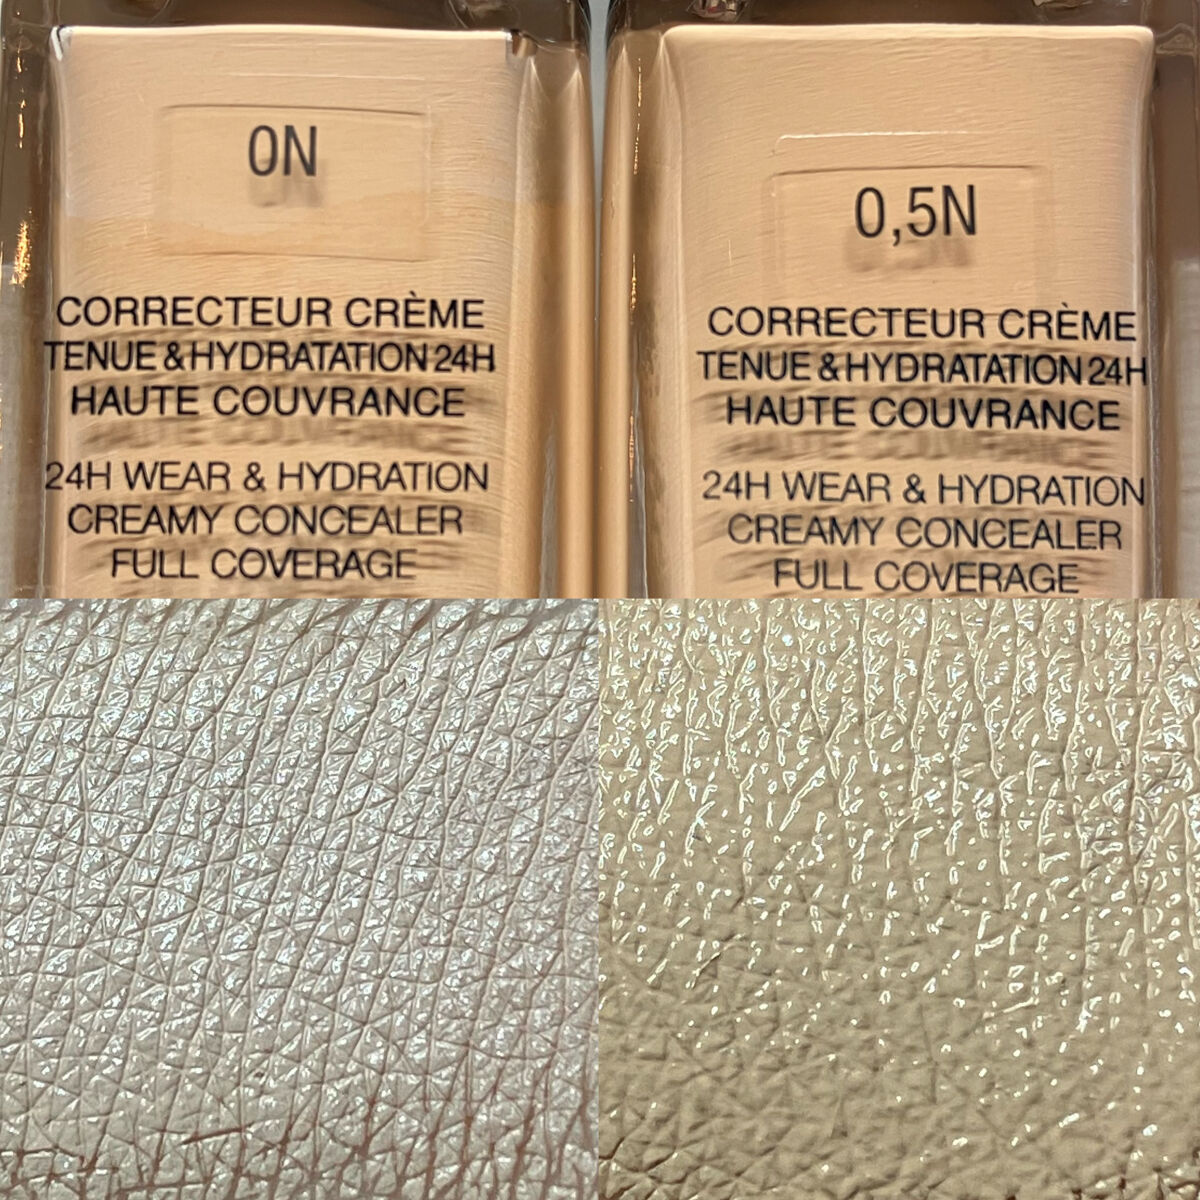 0N
CORRECTEUR CRÈME
TENUE & HYDRATATION 24H
HAUTE COUVRANCE
24H WEAR & HYDRATION
CREAMY CONCEALER
FULL COVERAGE
0,5N
CORRECTEUR CRÈME
TENUE & HYDRATATION 24H
HAUTE COUVRANCE
24H WEAR & HYDRATION
CREAMY CONCEALER
FULL COVERAGE